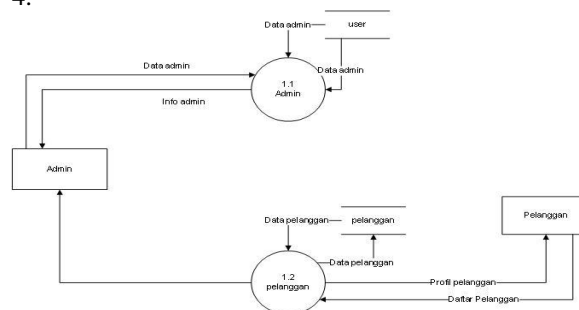 4.
Data admin
user
Data admin
Data admin
1.1
Admin
Info admin
Admin
Data pelanggan
pelanggan
Pelanggan
Data pelanggan
1.2
pelanggan
Profil pelanggan
Daftar Pelanggan